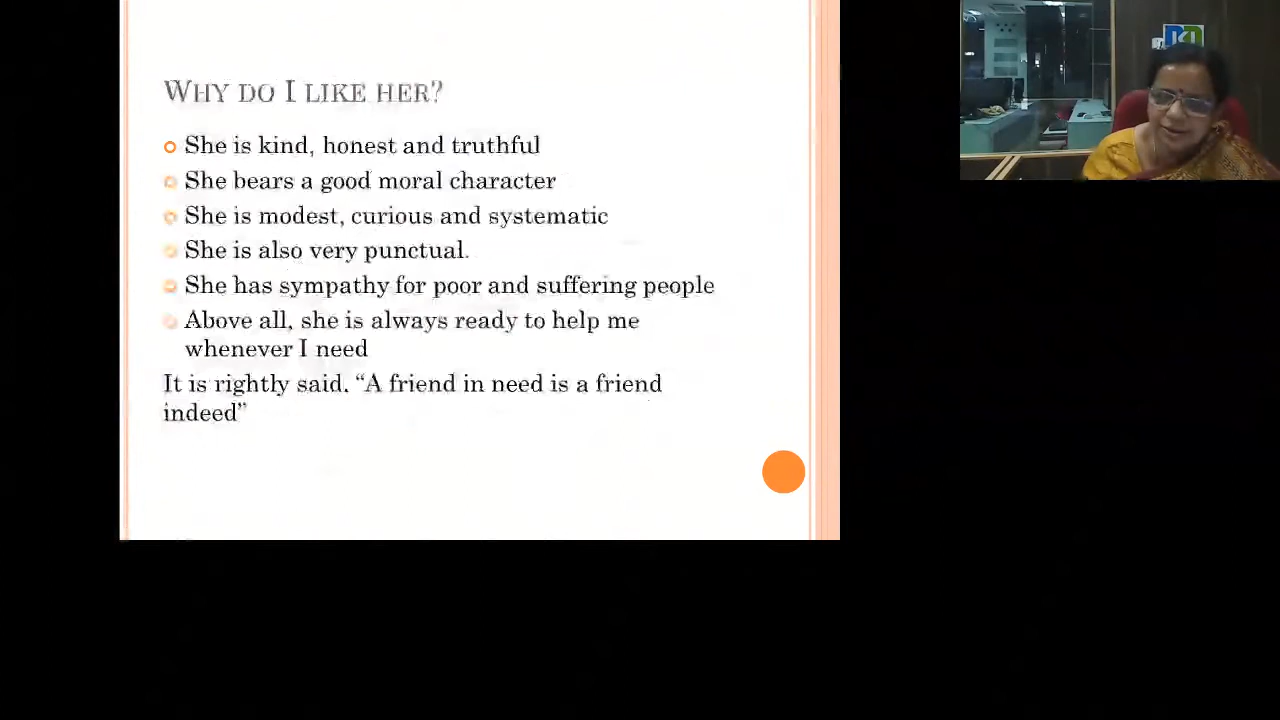 WHY DO I LIKE HER?
She is kind, honest and truthful
She bears a good moral character
She is modest, curious and systematic
She is also very punctual.
She has sympathy for poor and suffering people
Above all, she is always ready to help me
whenever I need
It is rightly said, “A friend in need is a friend
indeed”